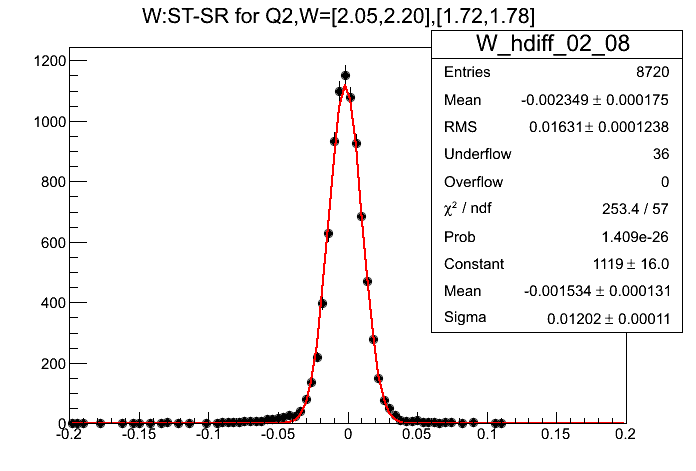 W:ST-SR for Q2,W=[2.05,2.20],[1.72,1.78]
W_hdiff_02_08
Entries 8720
Mean -0.002349 ± 0.000175
RMS 0.01631 ± 0.0001238
Underflow 36
Overflow 0
χ² / ndf 253.4 / 57
Prob 1.409e-26
Constant 1119 ± 16.0
Mean -0.001534 ± 0.000131
Sigma 0.01202 ± 0.00011
1200
1000
800
600
400
200
0
-0.2 -0.15 -0.1 -0.05 0 0.05 0.1 0.15 0.2